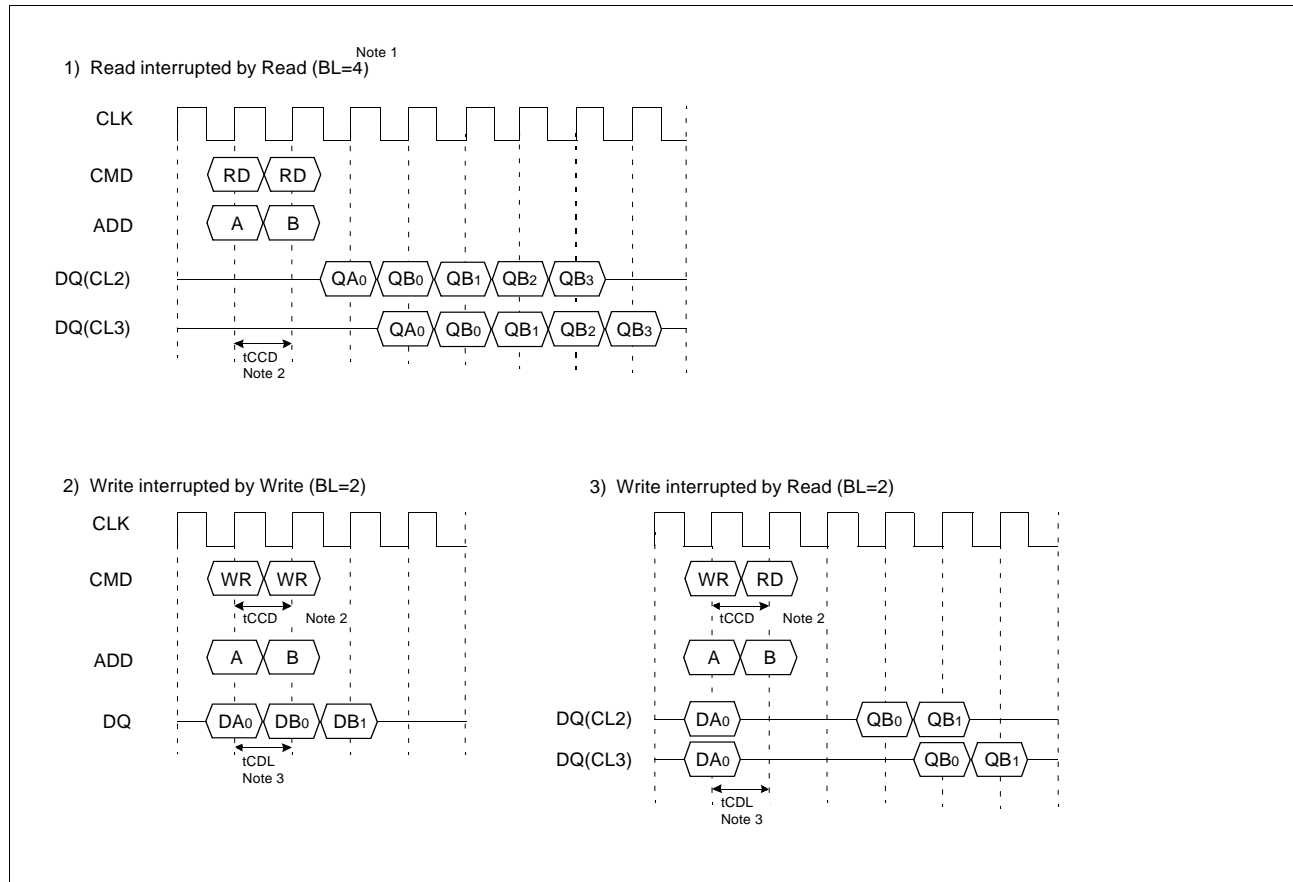 Note 1
1) Read interrupted by Read (BL=4)
CLK
CMD RD RD
ADD A B
DQ(CL2) QA0 QB0 QB1 QB2 QB3
DQ(CL3) QA0 QB0 QB1 QB2 QB3
tCCD
Note 2
2) Write interrupted by Write (BL=2)
CLK
CMD WR WR
tCCD Note 2
ADD A B
DQ DA0 DB0 DB1
tCDL
Note 3
3) Write interrupted by Read (BL=2)
WR RD
tCCD Note 2
A B
DQ(CL2) DA0 QB0 QB1
DQ(CL3) DA0 QB0 QB1
tCDL
Note 3